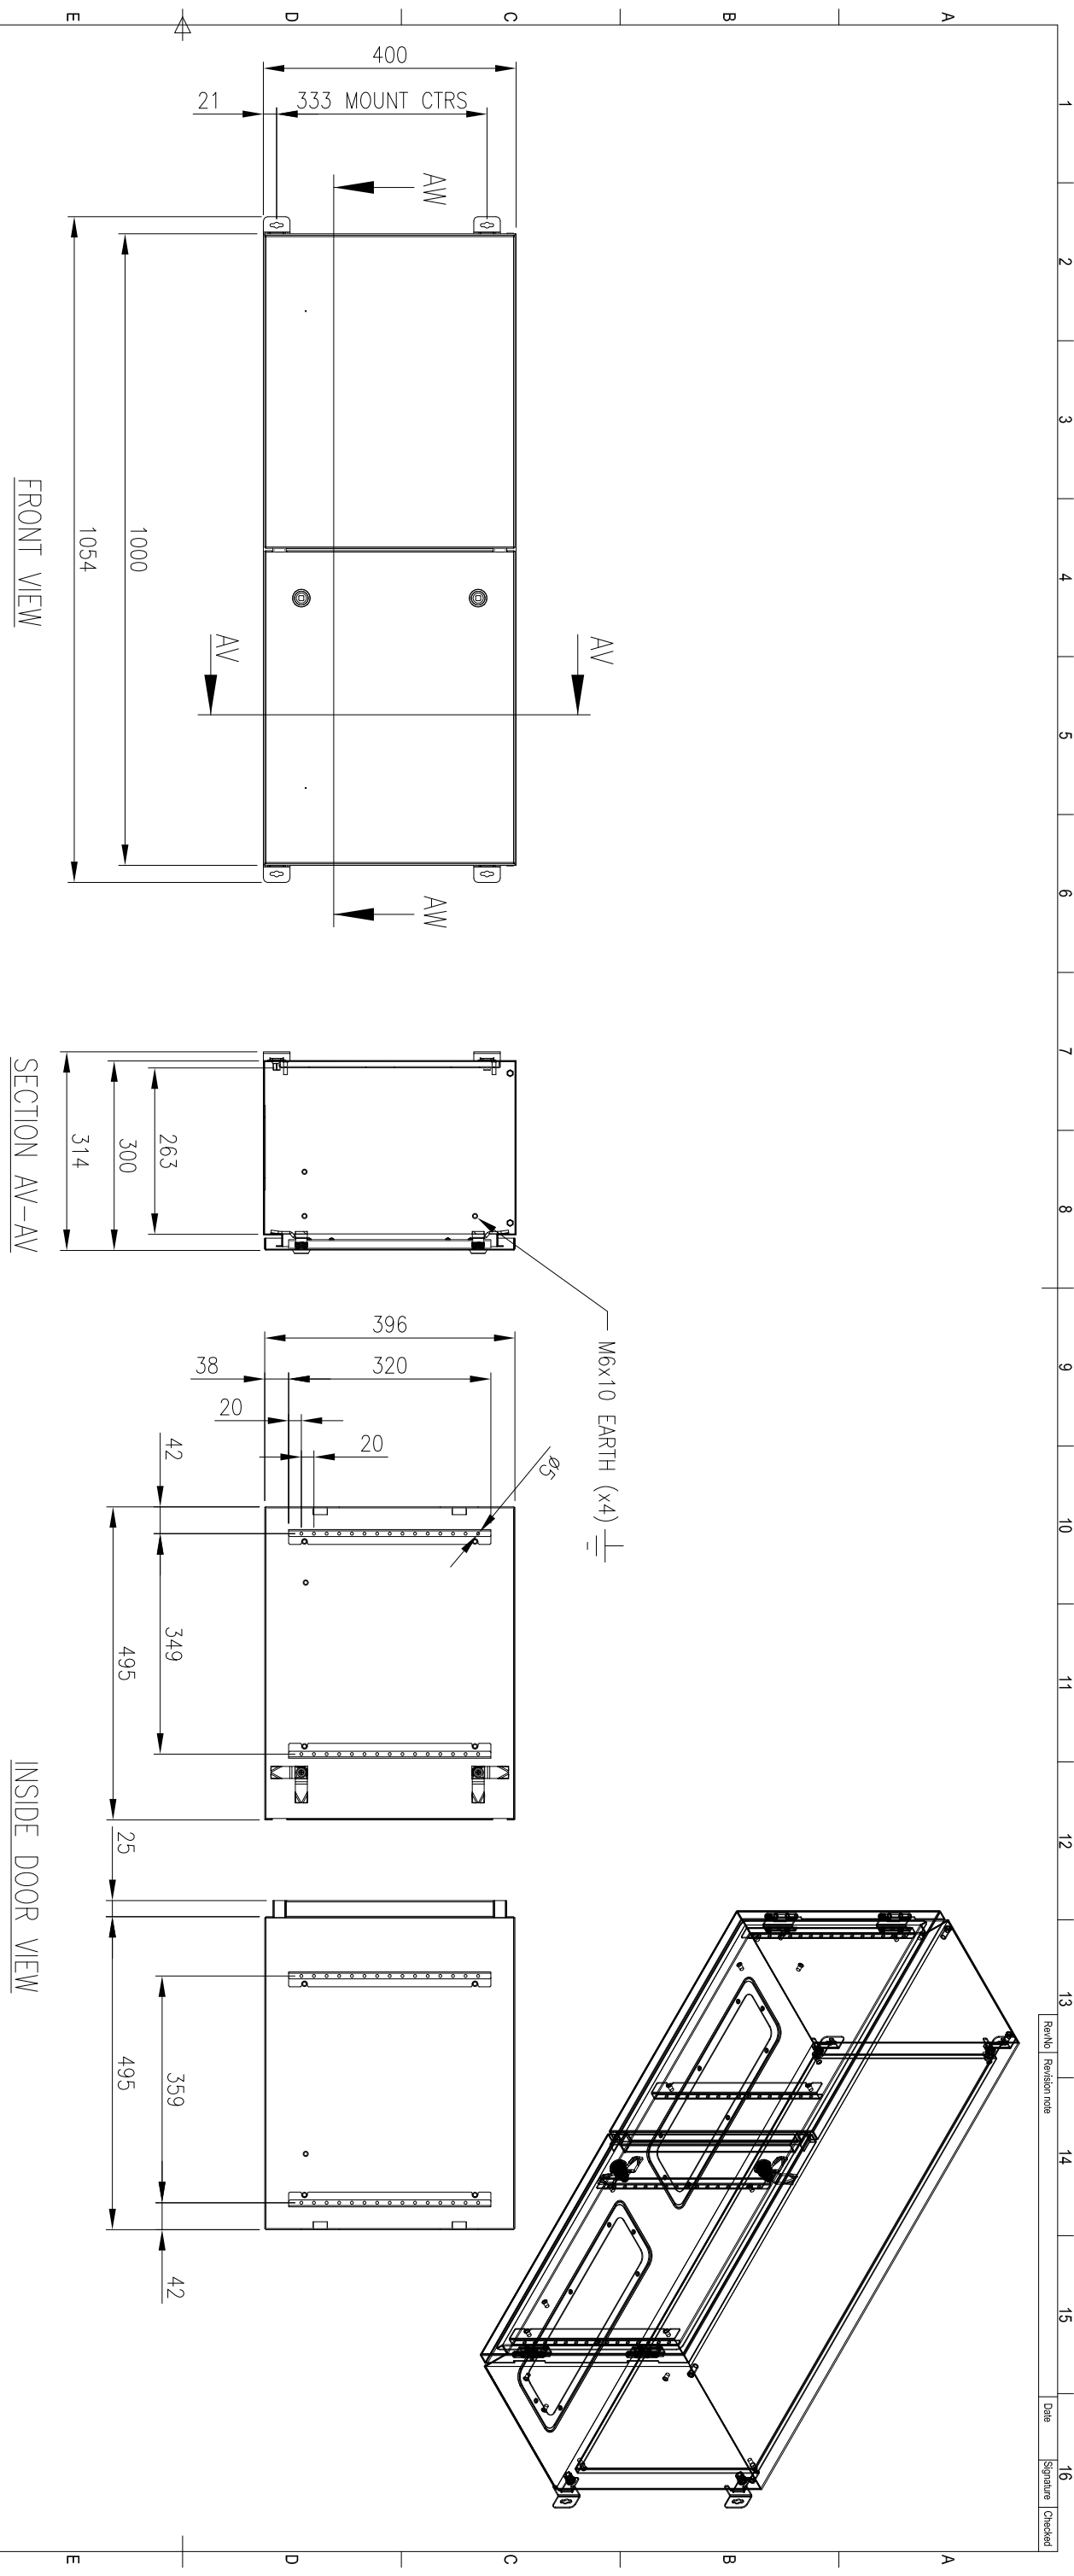 1
2
3
4
5
6
7
8
9
10
11
12
13
14
15
16
A
B
C
D
E
A
B
C
D
E
RevNo
Revision note
Date
Signature
Checked
400
333 MOUNT CTRS
21
AW
AW
AV
AV
1000
1054
FRONT VIEW
M6x10 EARTH (x4)
263
300
314
SECTION AV-AV
396
320
38
20
20
ø5
42
349
495
25
359
495
42
INSIDE DOOR VIEW